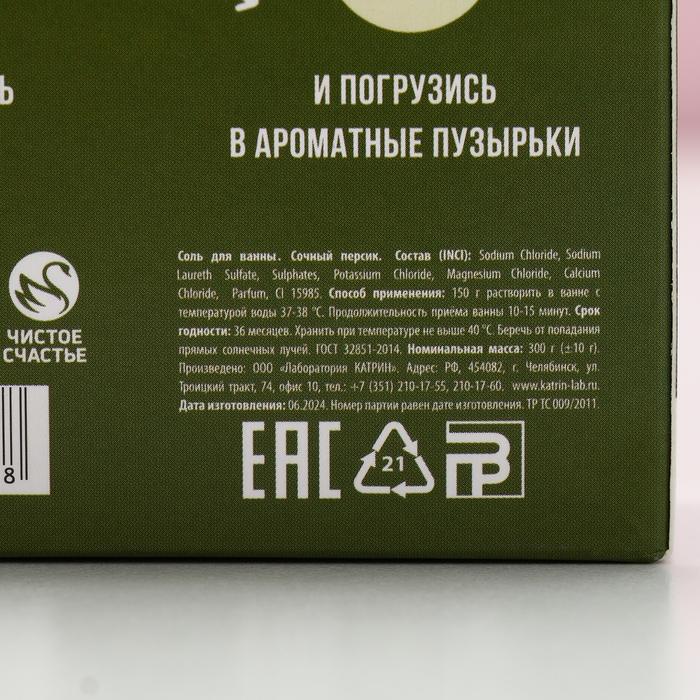 Ь
И ПОГРУЗИСЬ
В АРОМАТНЫЕ ПУЗЫРЬКИ
Соль для ванны. Сочный персик. Состав (INCI): Sodium Chloride, Sodium
Laureth Sulfate, Sulphates, Potassium Chloride, Magnesium Chloride, Calcium
Chloride, Parfum, CI 15985. Способ применения: 150 г растворить в ванне с
температурой воды 37-38 °C. Продолжительность приёма ванны 10-15 минут. Срок
годности: 36 месяцев. Хранить при температуре не выше 40 °C. Беречь от попадания
прямых солнечных лучей. ГОСТ 32851-2014. Номинальная масса: 300 г (±10 г).
Произведено: ООО «Лаборатория КАТРИН». Адрес: РФ, 454082, г. Челябинск, ул.
Троицкий тракт, 74, офис 10, тел.: +7 (351) 210-17-55, 210-17-60. www.katrin-lab.ru.
Дата изготовления: 06.2024. Номер партии равен дате изготовления. ТР ТС 009/2011.
ЧИСТОЕ
СЧАСТЬЕ
8
ЕАС
21